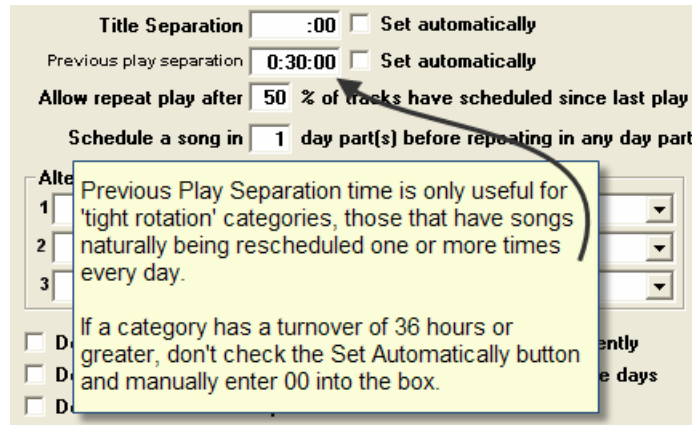 Title Separation :00 Set automatically
Previous play separation 0:30:00 Set automatically
Allow repeat play after 50 % of tracks have scheduled since last play
Schedule a song in 1 day part(s) before repeating in any day part
Previous Play Separation time is only useful for
'tight rotation' categories, those that have songs
naturally being rescheduled one or more times
every day.
If a category has a turnover of 36 hours or
greater, don't check the Set Automatically button
and manually enter 00 into the box.
1
2
3
days